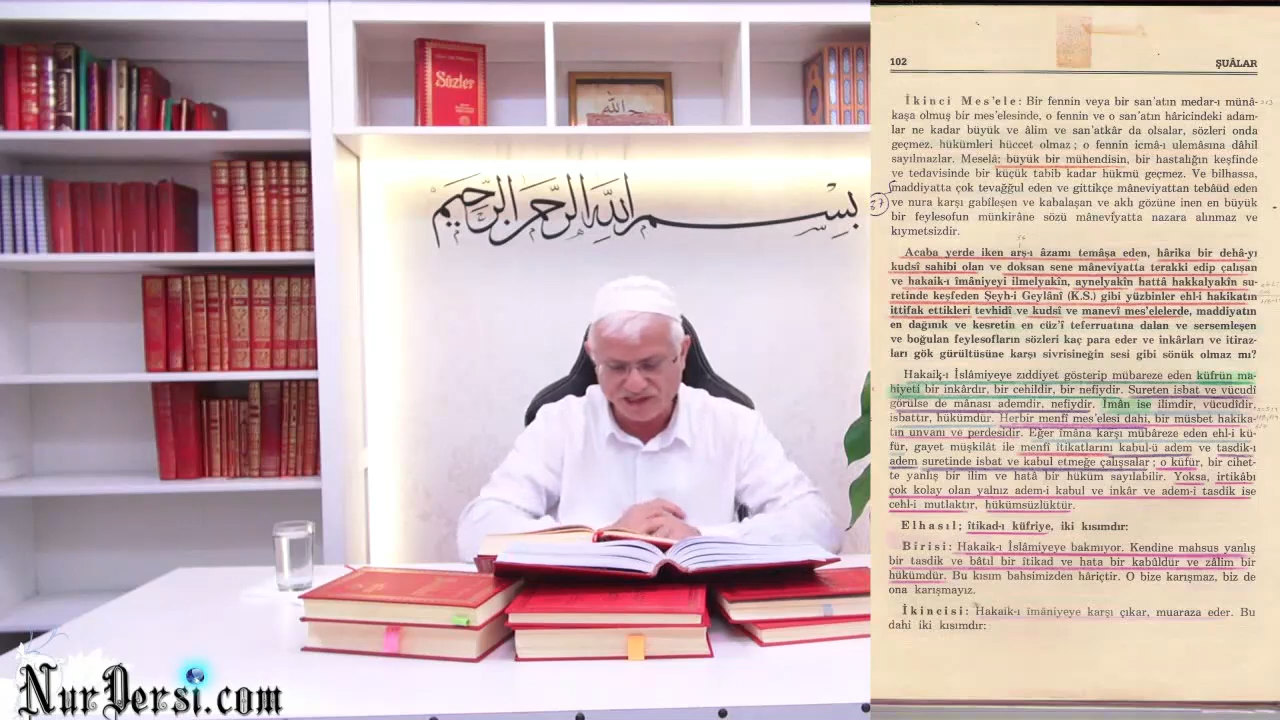 Sözler
الله
بسم الله الرحمن الرحيم
NurDersi.com
102
ŞUÂLAR
İkinci Mes'ele: Bir fennin veya bir san'atın medar-ı münâ-
kaşa olmuş bir mes'elesinde, o fennin ve o san'atın hâricindeki adam-
lar ne kadar büyük ve âlim ve san'atkâr da olsalar, sözleri onda
geçmez, hükümleri hüccet olmaz; o fennin icmâ-ı ulemasına dâhil
sayılmazlar. Meselâ: büyük bir mühendisin, bir hastalığın keşfinde
ve tedavisinde bir küçük tabib kadar hükmü geçmez. Ve bilhassa,
maddiyatta çok tevağğul eden ve gittikçe mâneviyattan tebâüd eden
ve nura karşı gabîleşen ve kabalaşan ve aklı gözüne inen en büyük
bir feylesofun münkirâne sözü mânevîyatta nazara alınmaz ve
kıymetsizdir.
Acaba yerde iken arş-ı âzamı temâşa eden, hârika bir dehâ-yı
kudsî sahibi olan ve doksan sene mâneviyatta terakki edip çalışan
ve hakaik-ı îmâniyeyi ilmelyakîn, aynelyakîn hattâ hakkalyakîn su-
retinde keşfeden Şeyh-i Geylânî (K.S.) gibi yüzbinler ehl-i hakikatın
ittifak ettikleri tevhidî ve kudsî ve manevî mes'elelerde, maddiyatın
en dağınık ve kesretin en cüz'î teferruatına dalan ve sersemleşen
ve boğulan feylesofların sözleri kaç para eder ve inkârları ve itiraz-
ları gök gürültüsüne karşı sivrisineğin sesi gibi sönük olmaz mı?
Hakaik-ı İslâmiyeye zıddiyet gösterip mübareze eden küfrün ma-
hiyeti bir inkârdır, bir cehildir, bir nefiydir. Sureten isbat ve vücudî
görülse de mânası ademdir, nefiydir. İmân ise ilimdir, vücudîdir,
isbattır, hükümdür. Herbir menfî mes'elesi dahi, bir müsbet hakika-
tın unvanı ve perdesidir. Eğer îmâna karşı mübâreze eden ehl-i kü-
für, gayet müşkilât ile menfî îtikatlarını kabul-ü adem ve tasdik-ı
adem suretinde isbat ve kabul etmeğe çalışsalar; o küfür, bir cihet-
te yanlış bir ilim ve hatâ bir hüküm sayılabilir. Yoksa, irtikâbı
çok kolay olan yalnız adem-i kabul ve inkâr ve adem-i tasdik ise
cehl-i mutlaktır, hükümsüzlüktür.
Elhasıl; îtikad-ı küfriye, iki kısımdır:
Birisi: Hakaik-ı İslâmiyeye bakmıyor. Kendine mahsus yanlış
bir tasdik ve bâtıl bir îtikad ve hata bir kabûldür ve zâlim bir
hükümdür. Bu kısım bahsimizden hâriçtir. O bize karışmaz, biz de
ona karışmayız.
İkincisi: Hakaik-ı îmâniyeye karşı çıkar, muaraza eder. Bu
dahi iki kısımdır: